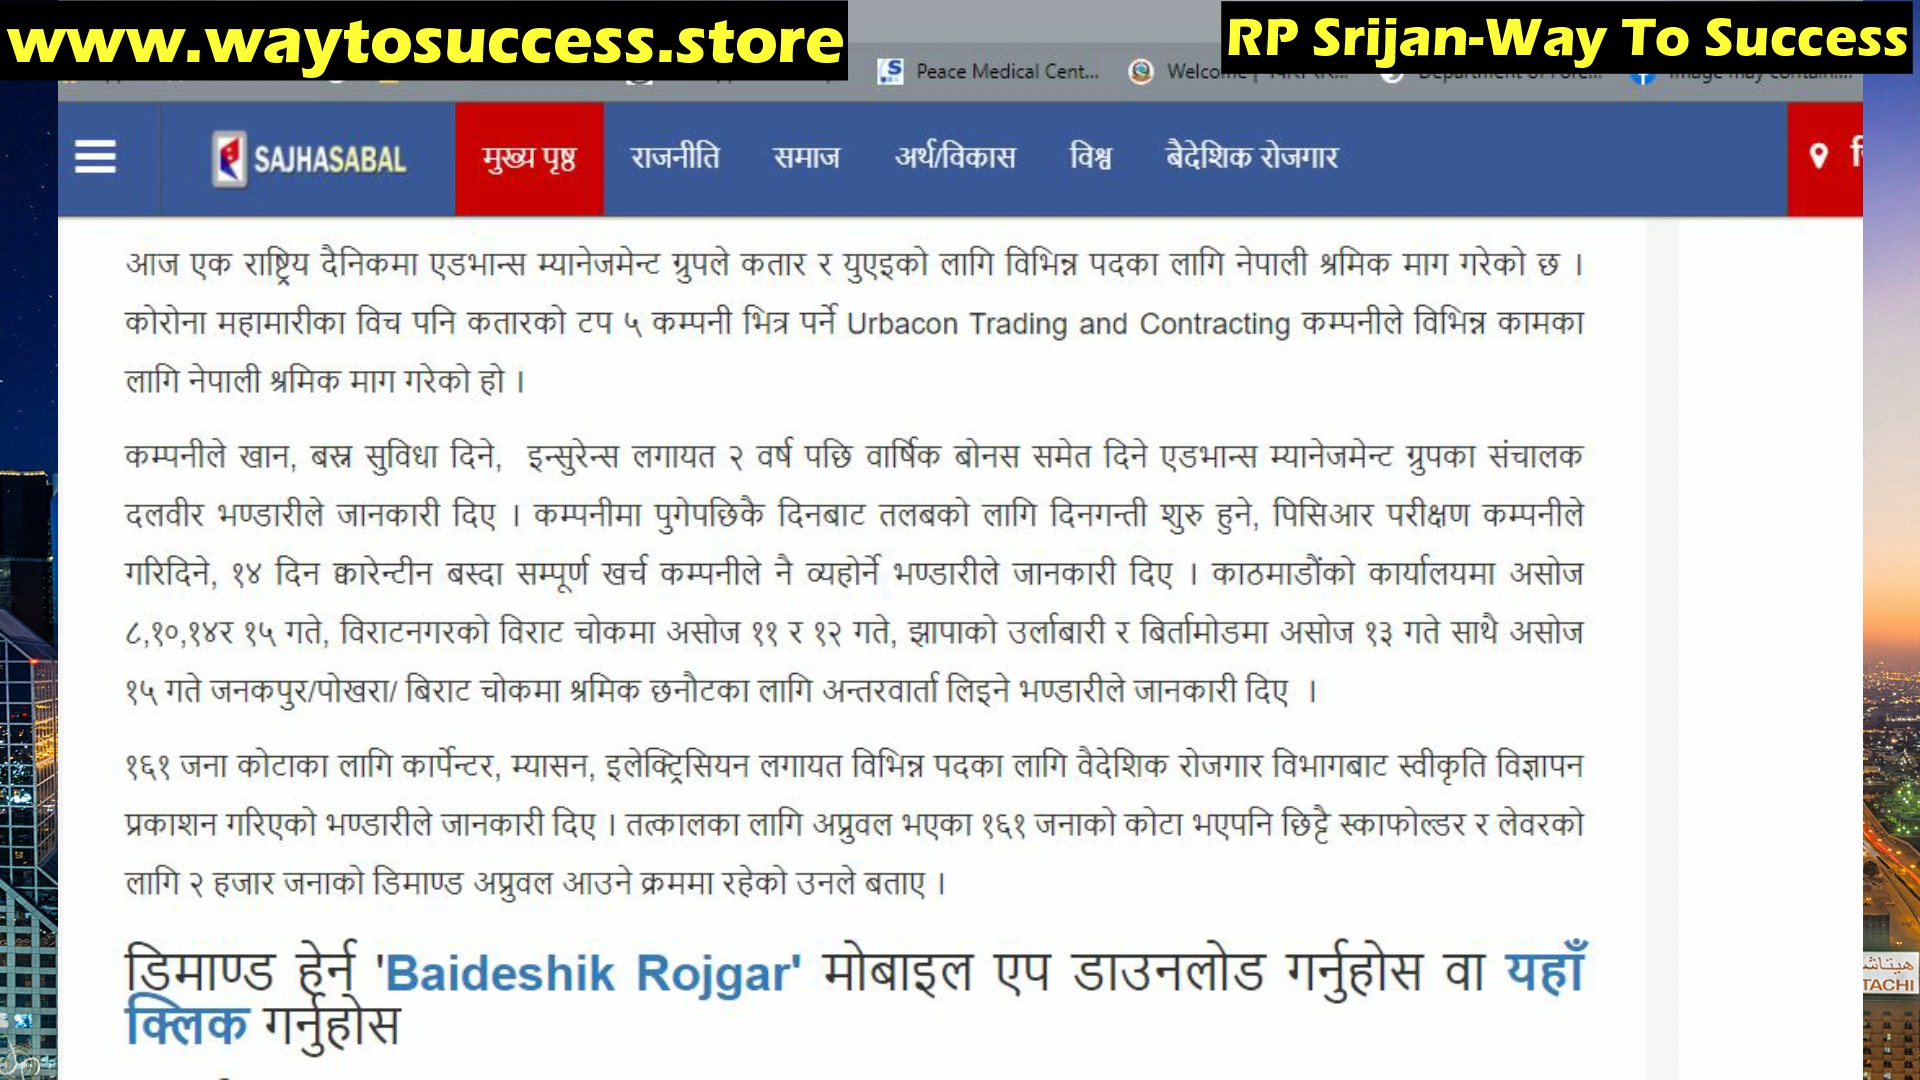 www.waytosuccess.store
RP Srijan-Way To Success
Peace Medical Cent...
SAJHASABAL
मुख्य पृष्ठ
राजनीति
समाज
अर्थ/विकास
विश्व
बैदेशिक रोजगार
आज एक राष्ट्रिय दैनिकमा एडभान्स म्यानेजमेन्ट ग्रुपले कतार र युएइको लागि विभिन्न पदका लागि नेपाली श्रमिक माग गरेको छ ।
कोरोना महामारीका विच पनि कतारको टप ५ कम्पनी भित्र पर्ने Urbacon Trading and Contracting कम्पनीले विभिन्न कामका
लागि नेपाली श्रमिक माग गरेको हो ।
कम्पनीले खान, बस्न सुविधा दिने, इन्सुरेन्स लगायत २ वर्ष पछि वार्षिक बोनस समेत दिने एडभान्स म्यानेजमेन्ट ग्रुपका संचालक
दलवीर भण्डारीले जानकारी दिए । कम्पनीमा पुगेपछिकै दिनबाट तलबको लागि दिनगन्ती शुरु हुने, पिसिआर परीक्षण कम्पनीले
गरिदिने, १४ दिन क्वारेन्टीन बस्दा सम्पूर्ण खर्च कम्पनीले नै व्यहोर्ने भण्डारीले जानकारी दिए । काठमाडौंको कार्यालयमा असोज
८,१०,१४र १५ गते, विराटनगरको विराट चोकमा असोज ११ र १२ गते, झापाको उर्लाबारी र बिर्तामोडमा असोज १३ गते साथै असोज
१५ गते जनकपुर/पोखरा/ बिराट चोकमा श्रमिक छनौटका लागि अन्तरवार्ता लिइने भण्डारीले जानकारी दिए ।
१६१ जना कोटाका लागि कार्पेन्टर, म्यासन, इलेक्ट्रिसियन लगायत विभिन्न पदका लागि वैदेशिक रोजगार विभागबाट स्वीकृति विज्ञापन
प्रकाशन गरिएको भण्डारीले जानकारी दिए । तत्कालका लागि अप्रुवल भएका १६१ जनाको कोटा भएपनि छिट्टै स्काफोल्डर र लेवरको
लागि २ हजार जनाको डिमाण्ड अप्रुवल आउने क्रममा रहेको उनले बताए ।
डिमाण्ड हेर्न 'Baideshik Rojgar' मोबाइल एप डाउनलोड गर्नुहोस वा यहाँ
क्लिक गर्नुहोस